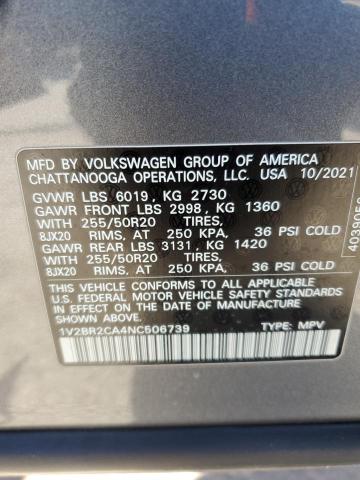 MFD BY VOLKSWAGEN GROUP OF AMERICA
CHATTANOOGA OPERATIONS, LLC. USA 10/2021
GVWR LBS 6019, KG 2730
GAWR FRONT LBS 2998, KG 1360
WITH 255/50R20 TIRES,
8JX20 RIMS, AT 250 KPA, 36 PSI COLD
GAWR REAR LBS 3131, KG 1420
WITH 255/50R20 TIRES,
8JX20 RIMS, AT 250 KPA, 36 PSI COLD
THIS VEHICLE CONFORMS TO ALL APPLICABLE
U.S. FEDERAL MOTOR VEHICLE SAFETY
STANDARDS IN EFFECT ON THE DATE OF MANUFACTURE
SHOWN ABOVE.
1V2BR2CA4NC506739 TYPE: MPV